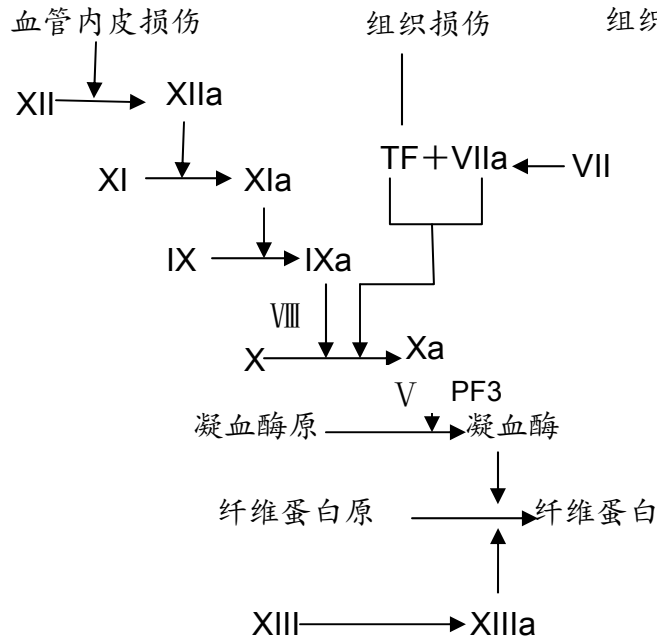 血管内皮损伤 组织损伤 组织
XII XIIa
TF＋VIIa VII
XI XIa
IX IXa
Ⅷ
X Xa
Ⅴ PF3
凝血酶原 凝血酶
纤维蛋白原 纤维蛋白
XIII XIIIa